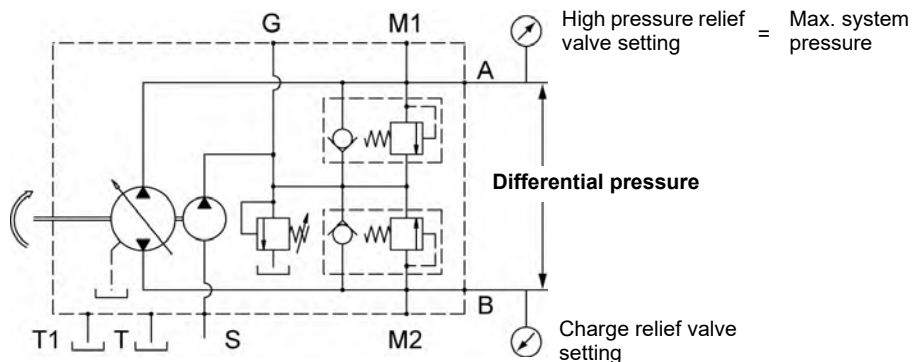 G
M1
High pressure relief
valve setting
=
Max. system
pressure
A
Differential pressure
B
T1
T
S
M2
Charge relief valve
setting